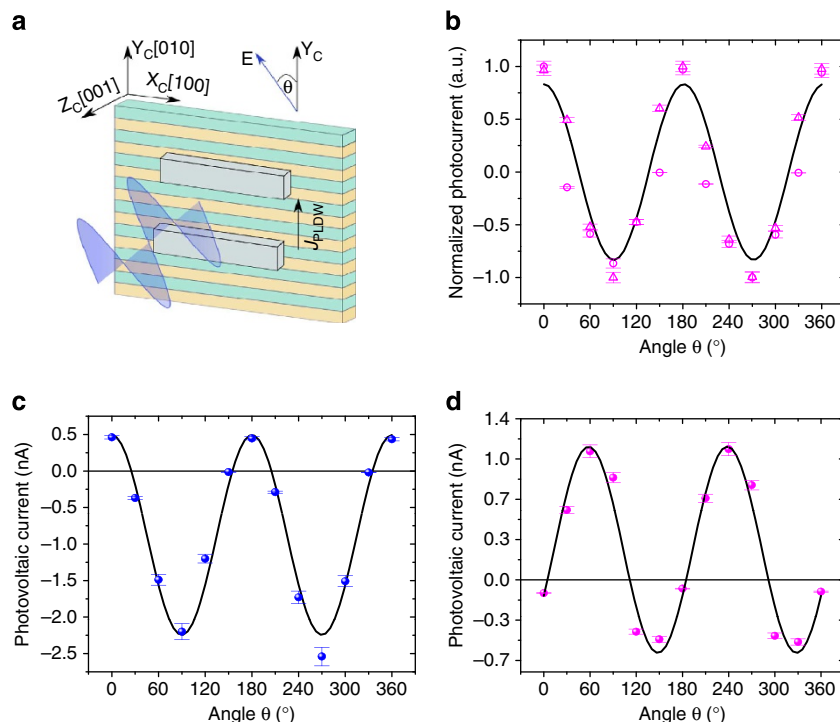 a
Y_C[010]
X_C[100]
Z_C[001]
E
θ
Y_C
J_PLDW
b
Normalized photocurrent (a.u.)
1.0
0.5
0.0
–0.5
–1.0
0 60 120 180 240 300 360
Angle θ (°)
c
Photovoltaic current (nA)
0.5
0.0
–0.5
–1.0
–1.5
–2.0
–2.5
0 60 120 180 240 300 360
Angle θ (°)
d
Photovoltaic current (nA)
1.4
1.0
0.7
0.3
0.0
–0.3
–0.7
0 60 120 180 240 300 360
Angle θ (°)